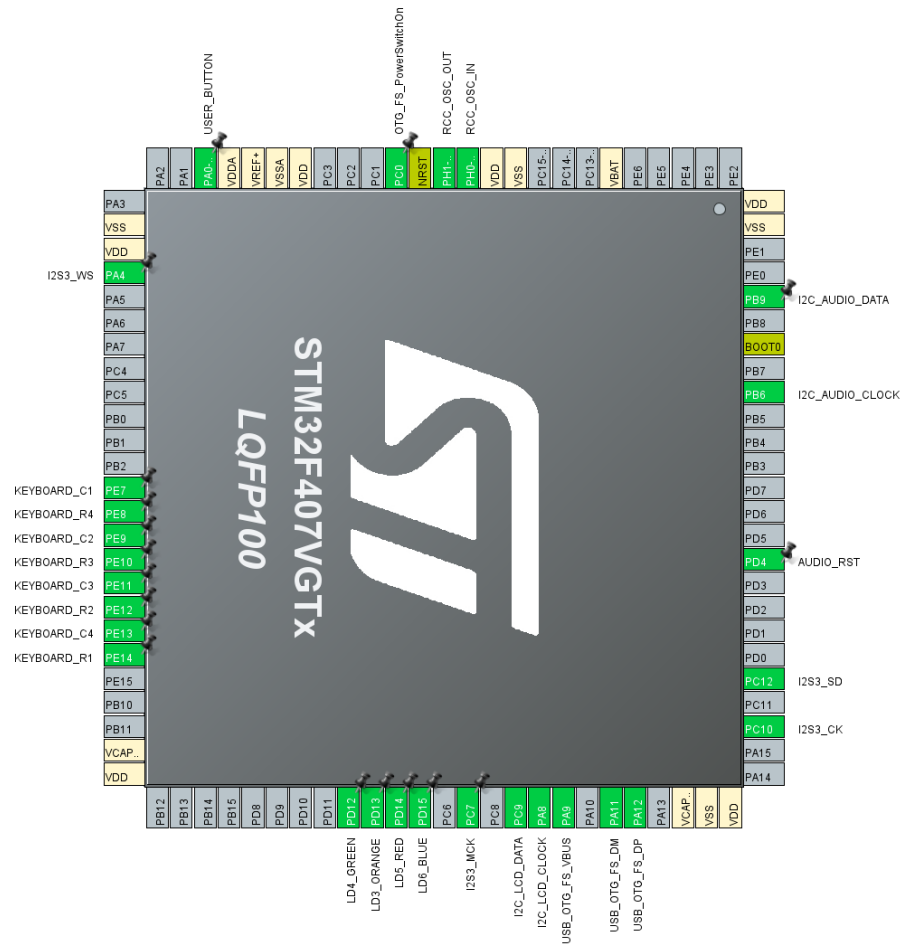 USER_BUTTON
OTG_FS_PowerSwitchOn
RCC_OSC_OUT
RCC_OSC_IN
PA2
PA1
PA0-..
VDDA
VREF+
VSSA
VDD
PC3
PC2
PC1
PC0
NRST
PH1-..
PH0-..
VDD
VSS
PC15-..
PC14-..
PC13-..
VBAT
PE6
PE5
PE4
PE3
PE2
PA3
VSS
VDD
I2S3_WS PA4
PA5
PA6
PA7
PC4
PC5
PB0
PB1
PB2
KEYBOARD_C1 PE7
KEYBOARD_R4 PE8
KEYBOARD_C2 PE9
KEYBOARD_R3 PE10
KEYBOARD_C3 PE11
KEYBOARD_R2 PE12
KEYBOARD_C4 PE13
KEYBOARD_R1 PE14
PE15
PB10
PB11
VCAP..
VDD
STM32F407VGTx
LQFP100
VDD
VSS
PE1
PE0
PB9 I2C_AUDIO_DATA
PB8
BOOT0
PB7
PB6 I2C_AUDIO_CLOCK
PB5
PB4
PB3
PD7
PD6
PD5
PD4 AUDIO_RST
PD3
PD2
PD1
PD0
PC12 I2S3_SD
PC11
PC10 I2S3_CK
PA15
PA14
PB12
PB13
PB14
PB15
PD8
PD9
PD10
PD11
PD12
PD13
PD14
PD15
PC6
PC7
PC8
PC9
PA8
PA9
PA10
PA11
PA12
PA13
VCAP..
VSS
VDD
LD4_GREEN
LD3_ORANGE
LD5_RED
LD6_BLUE
I2S3_MCK
I2C_LCD_DATA
I2C_LCD_CLOCK
USB_OTG_FS_VBUS
USB_OTG_FS_DM
USB_OTG_FS_DP